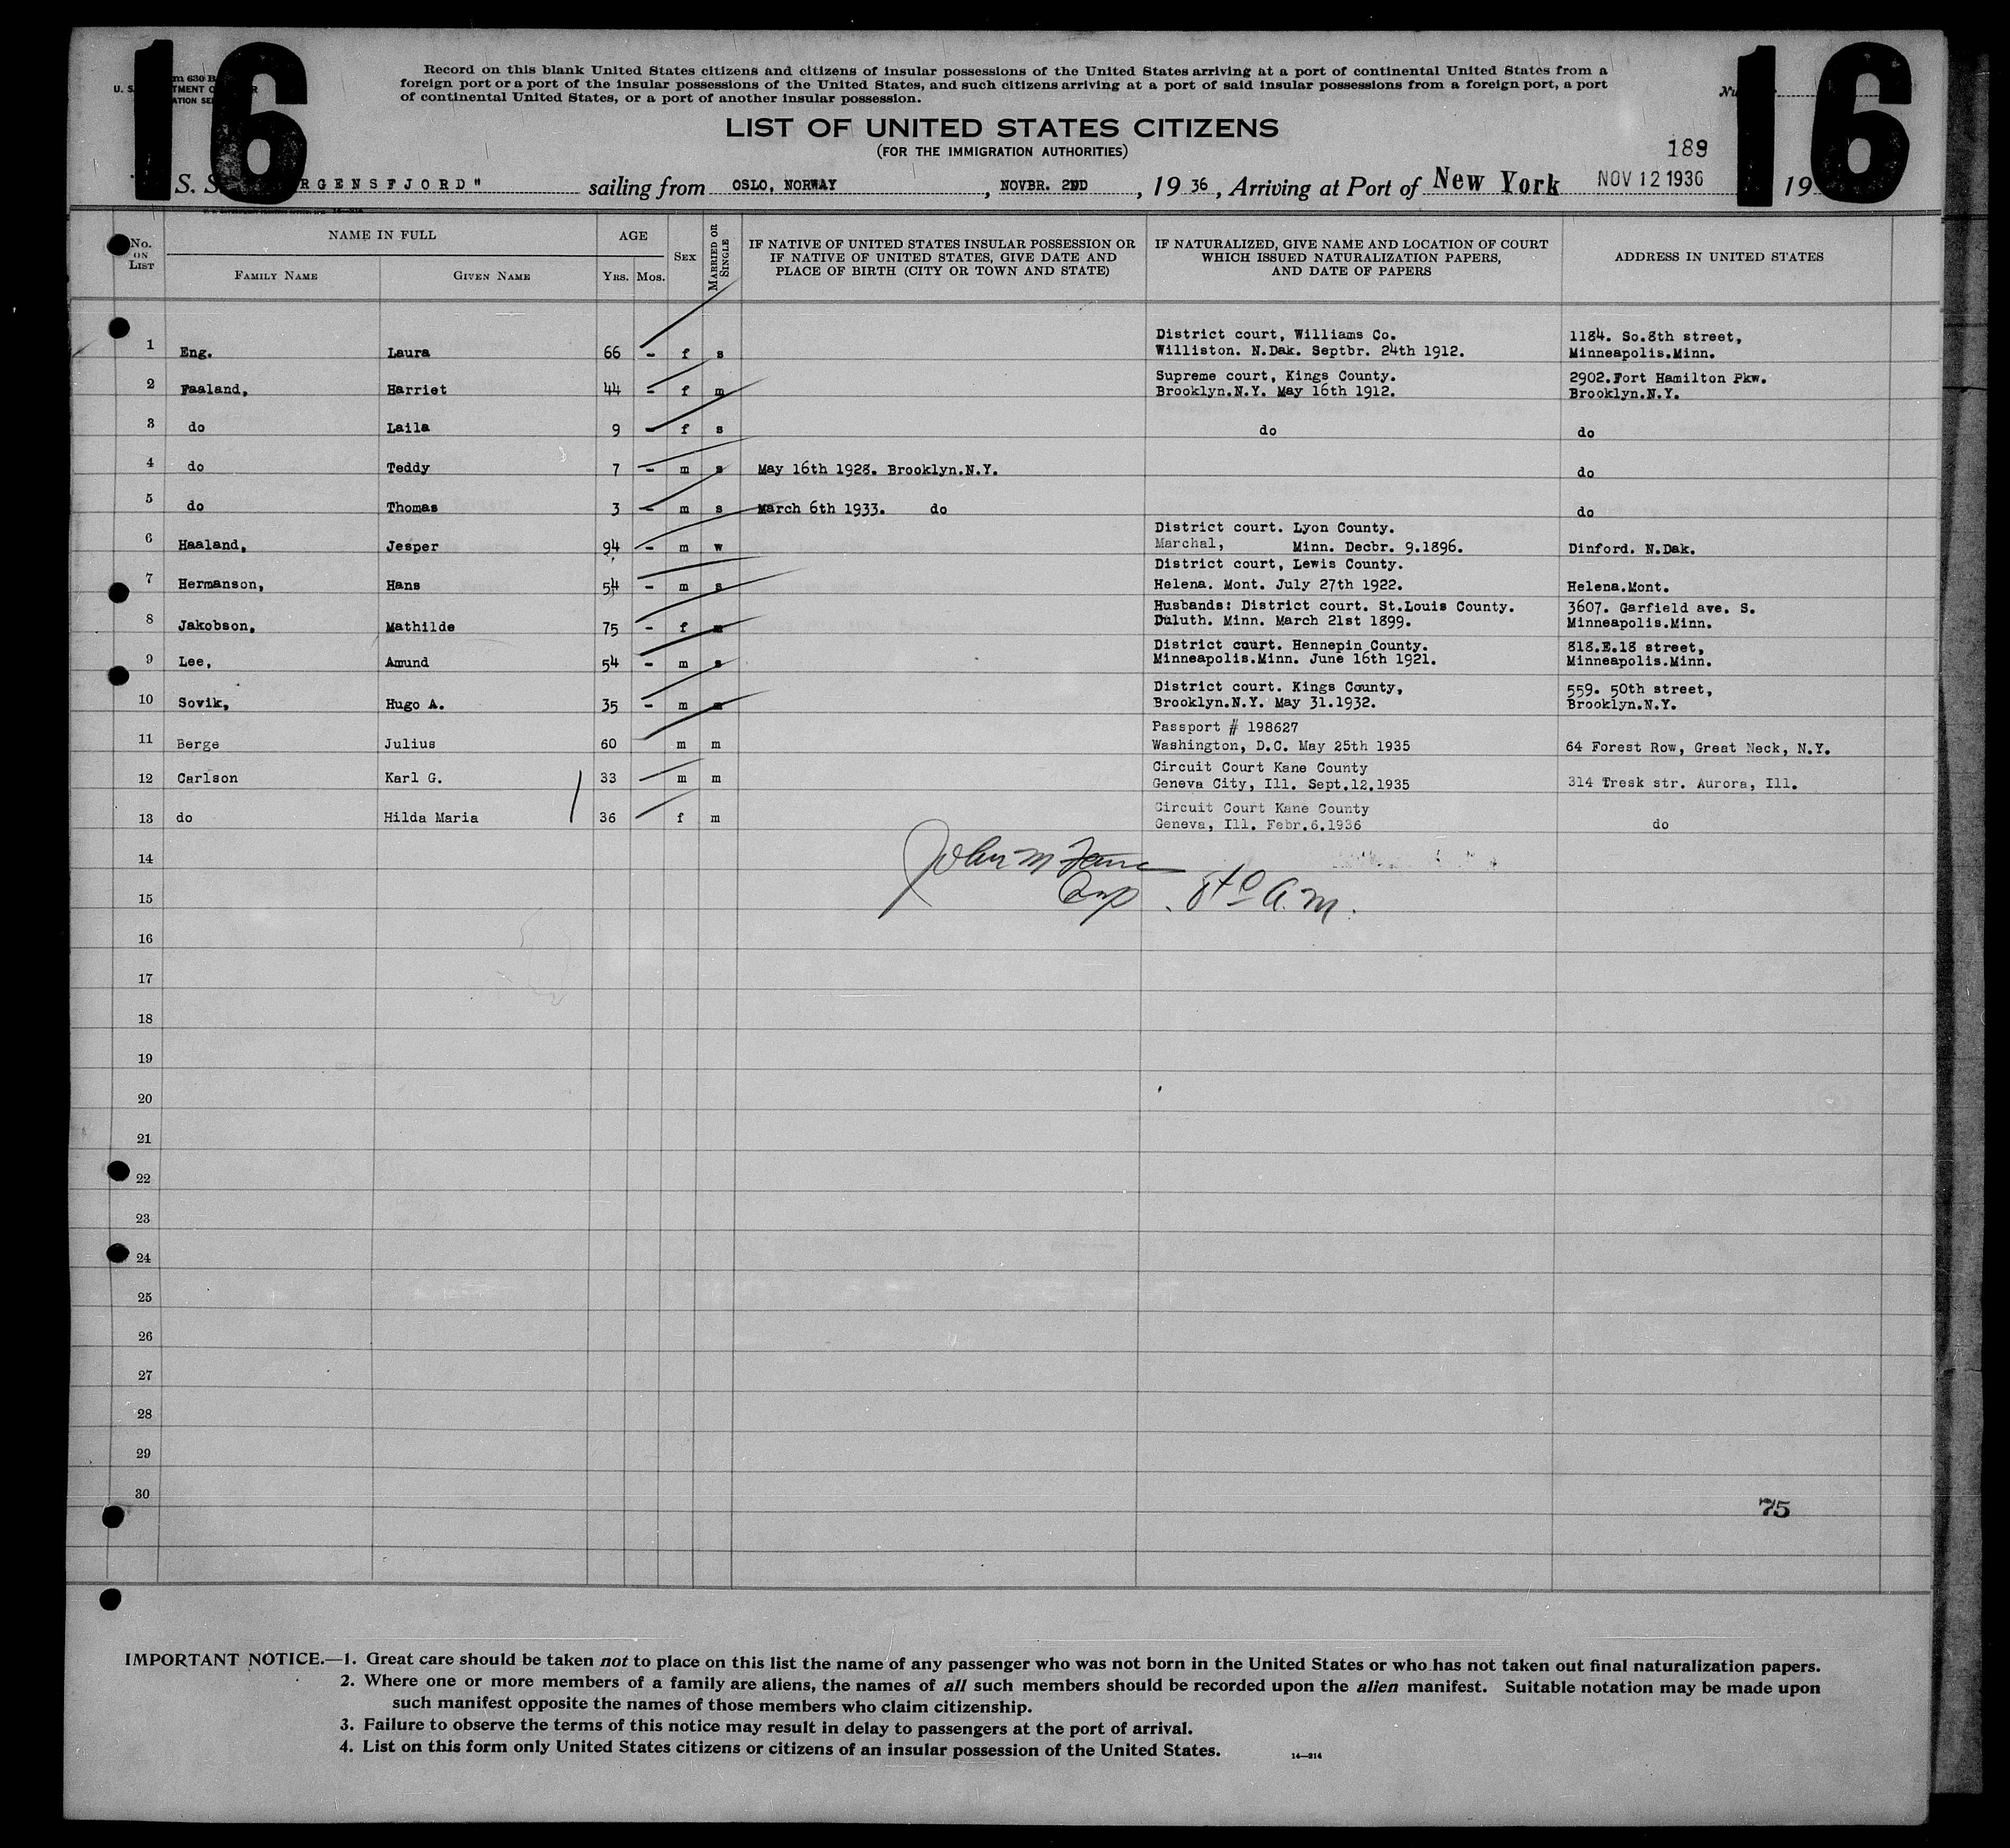 16
16
m 630 B
U. S.
TMENT O
R
ATION SE
Record on this blank United States citizens and citizens of insular possessions of the United States arriving at a port of continental United States from a
foreign port or a port of the insular possessions of the United States, and such citizens arriving at a port of said insular possessions from a foreign port, a port
of continental United States, or a port of another insular possession.
LIST OF UNITED STATES CITIZENS
(FOR THE IMMIGRATION AUTHORITIES)
189
S. S. RGENSFJORD" sailing from OSLO, NORWAY , NOVBR. 2ND , 19 36 , Arriving at Port of New York NOV 12 1936 19
No. ON LIST
NAME IN FULL
FAMILY NAME GIVEN NAME
AGE
YRS. MOS.
SEX
MARRIED OR SINGLE
IF NATIVE OF UNITED STATES INSULAR POSSESSION OR
IF NATIVE OF UNITED STATES, GIVE DATE AND
PLACE OF BIRTH (CITY OR TOWN AND STATE)
IF NATURALIZED, GIVE NAME AND LOCATION OF COURT
WHICH ISSUED NATURALIZATION PAPERS,
AND DATE OF PAPERS
ADDRESS IN UNITED STATES
District court, Williams Co. 1184. So.8th street,
1 Eng. Laura 66 - f s Williston. N.Dak. Septbr. 24th 1912. Minneapolis.Minn.
Supreme court, Kings County. 2902.Fort Hamilton Pkw.
2 Faaland, Harriet 44 - f m Brooklyn.N.Y. May 16th 1912. Brooklyn.N.Y.
3 do Laila 9 - f s do do
4 do Teddy 7 - m s May 16th 1928. Brooklyn.N.Y. do
5 do Thomas 3 - m s March 6th 1933. do do
District court. Lyon County.
6 Haaland, Jesper 94 - m w Marchal, Minn. Decbr. 9.1896. Dinford. N.Dak.
District court, Lewis County.
7 Hermanson, Hans 54 - m s Helena. Mont. July 27th 1922. Helena.Mont.
Husbands: District court. St.Louis County. 3607. Garfield ave. S.
8 Jakobson, Mathilde 75 - f m Duluth. Minn. March 21st 1899. Minneapolis.Minn.
District court. Hennepin County. 818.E.18 street,
9 Lee, Amund 54 - m s Minneapolis.Minn. June 16th 1921. Minneapolis.Minn.
District court. Kings County, 559. 50th street,
10 Sovik, Hugo A. 35 - m m Brooklyn.N.Y. May 31.1932. Brooklyn.N.Y.
Passport # 198627
11 Berge Julius 60 m m Washington, D.C. May 25th 1935 64 Forest Row, Great Neck, N.Y.
Circuit Court Kane County
12 Carlson Karl G. 33 m m Geneva City, Ill. Sept.12.1935 314 Tresk str. Aurora, Ill.
Circuit Court Kane County
13 do Hilda Maria 36 f m Geneva, Ill. Febr.6.1936 do
14 John M
15 a.m.
16
17
18
19
20
21
22
23
24
25
26
27
28
29
30
75
IMPORTANT NOTICE.—1. Great care should be taken not to place on this list the name of any passenger who was not born in the United States or who has not taken out final naturalization papers.
2. Where one or more members of a family are aliens, the names of all such members should be recorded upon the alien manifest. Suitable notation may be made upon
such manifest opposite the names of those members who claim citizenship.
3. Failure to observe the terms of this notice may result in delay to passengers at the port of arrival.
4. List on this form only United States citizens or citizens of an insular possession of the United States.
14—214